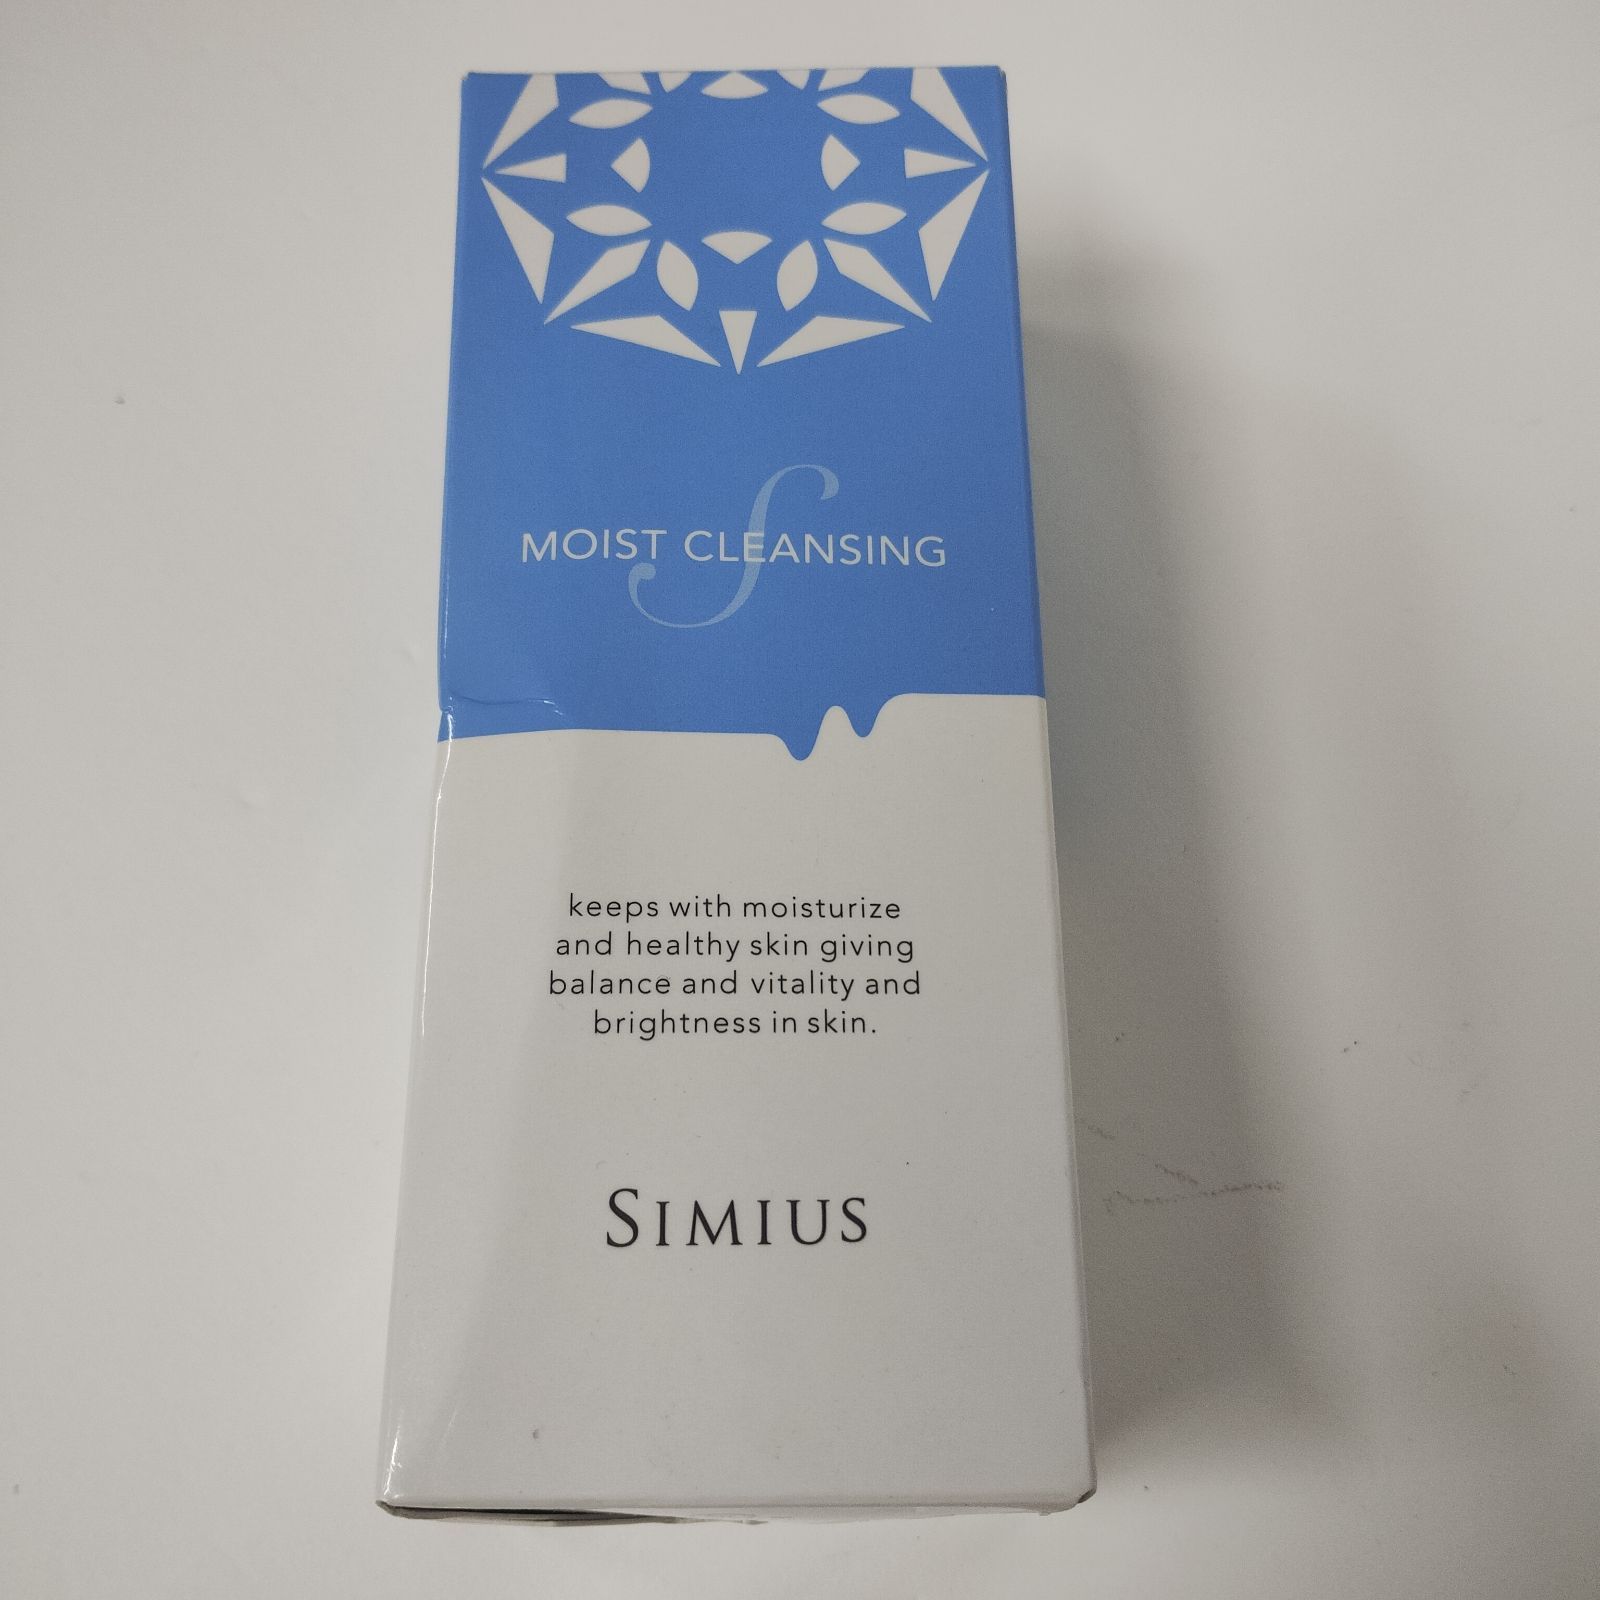 MOIST CLEANSING
S
keeps with moisturize
and healthy skin giving
balance and vitality and
brightness in skin.
SIMIUS